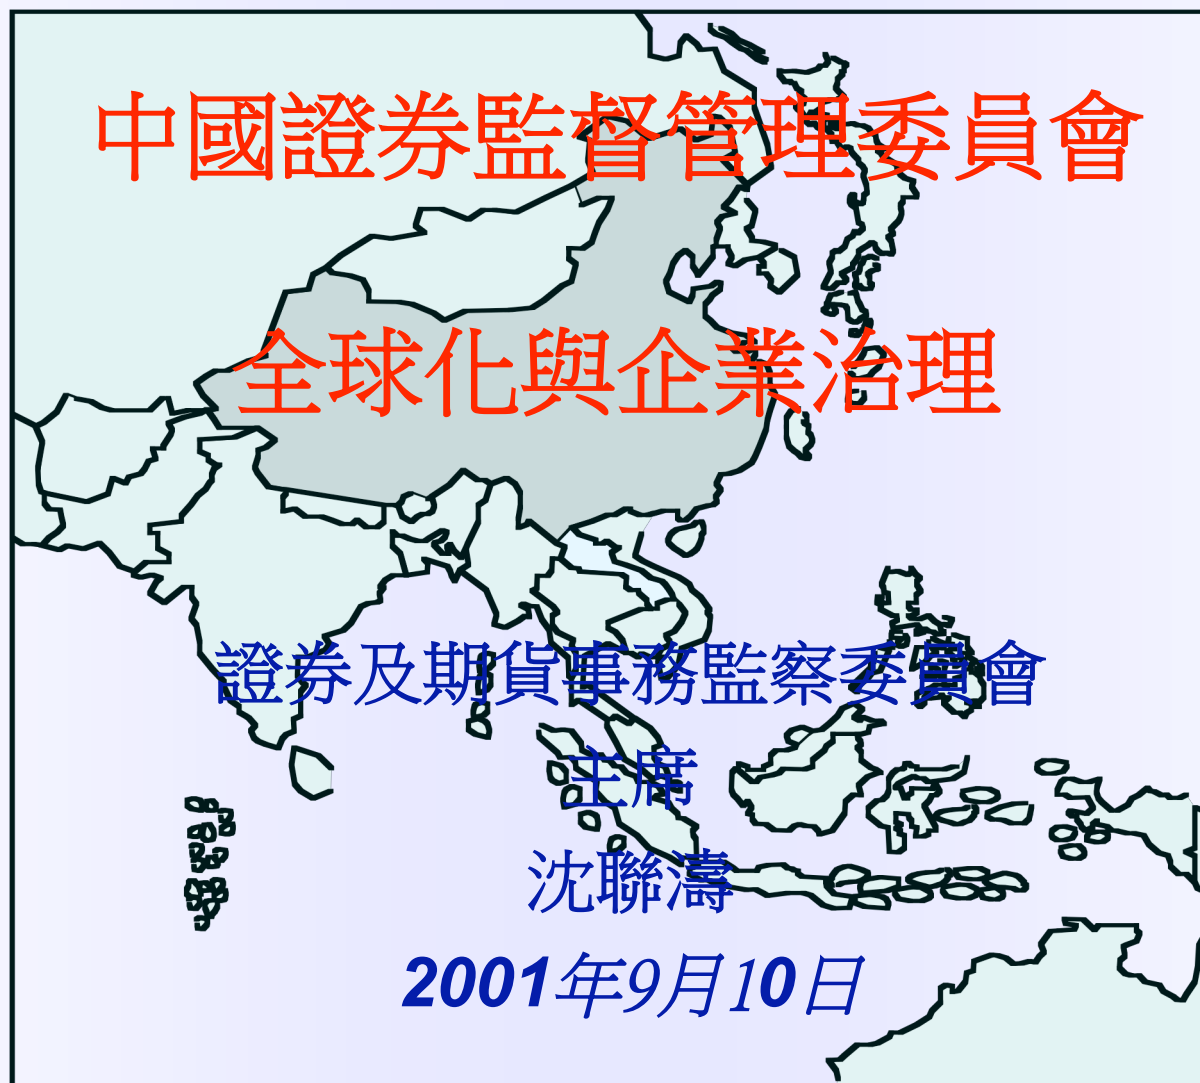 中國證券監督管理委員會
全球化與企業治理
證券及期貨事務監察委員會
主席
沈聯濤
2001年9月10日